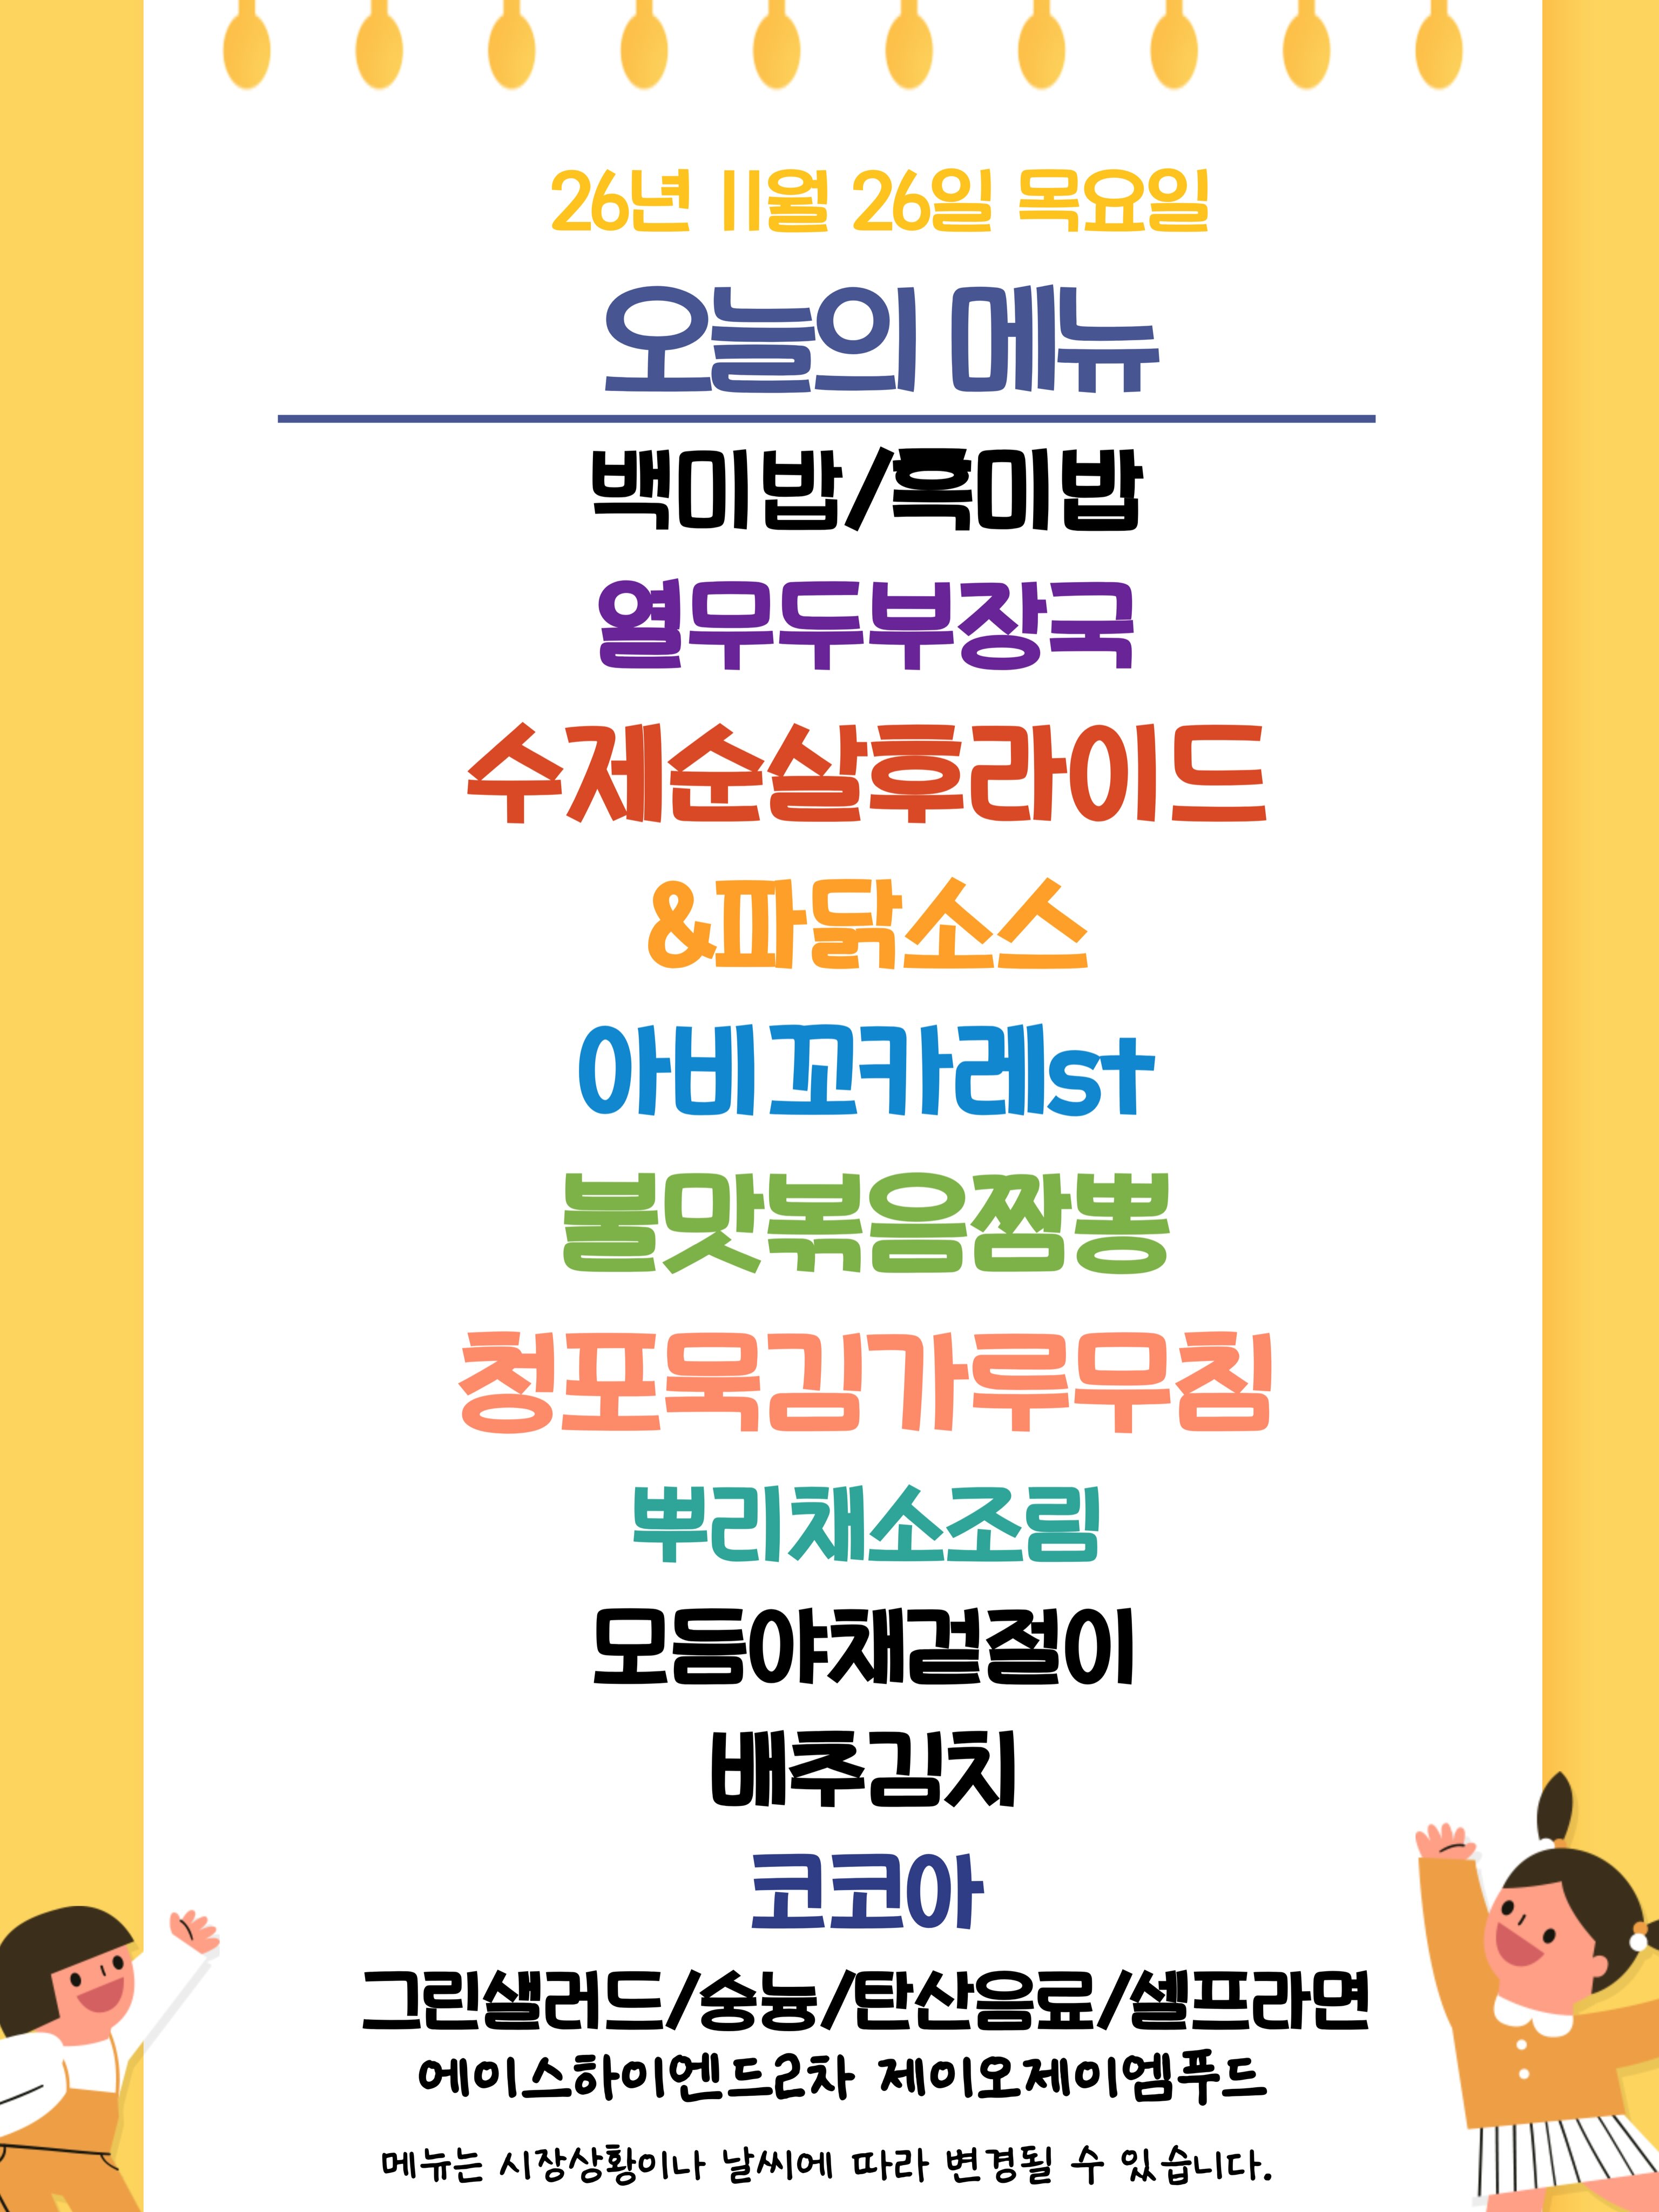 26년 11월 26일 목요일
오늘의 메뉴
백미밥/흑미밥
열무두부장국
수제순살후라이드
&파닭소스
아비꼬카레st
불맛볶음짬뽕
청포묵김가루무침
뿌리채소조림
모듬야채겉절이
배추김치
코코아
그린샐러드/숭늉/탄산음료/셀프라면
에이스하이엔드2차 제이오제이엠푸드
메뉴는 시장상황이나 날씨에 따라 변경될 수 있습니다.